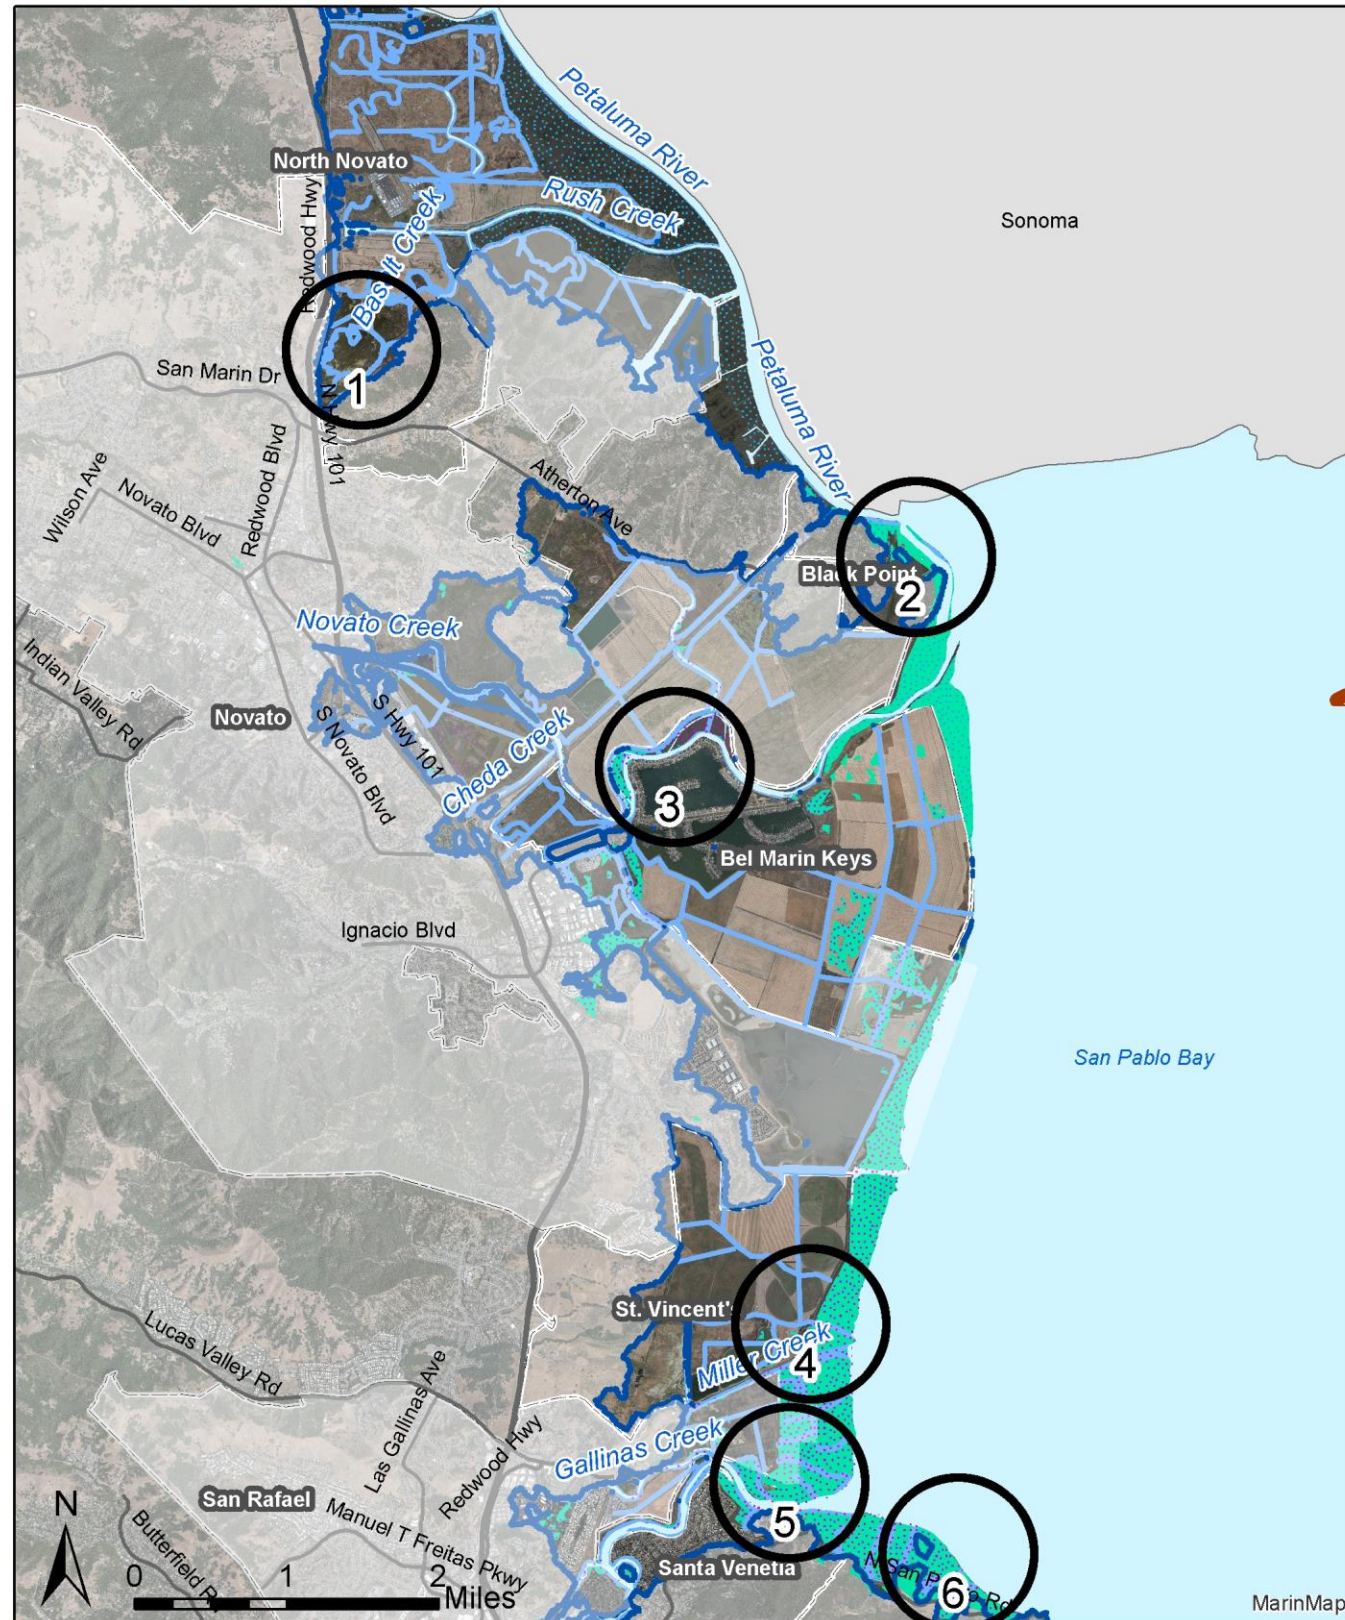 Petaluma River
North Novato
Redwood Hwy
Basalt Creek
Rush Creek
Sonoma
San Marin Dr
1
N Hwy 101
Petaluma River
Wilson Ave
Novato Blvd
Redwood Blvd
Atherton Ave
Black Point
2
Novato Creek
Indian Valley Rd
Novato
S Hwy 101
S Novato Blvd
Cheda Creek
3
Bel Marin Keys
Ignacio Blvd
San Pablo Bay
St. Vincent's
Miller Creek
4
Lucas Valley Rd
Las Gallinas Ave
Redwood Hwy
Gallinas Creek
San Rafael
Manuel T Freitas Pkwy
Butterfield R
5
Santa Venetia
N San Pedro Rd
6
N
0 1 2
Miles
MarinMap